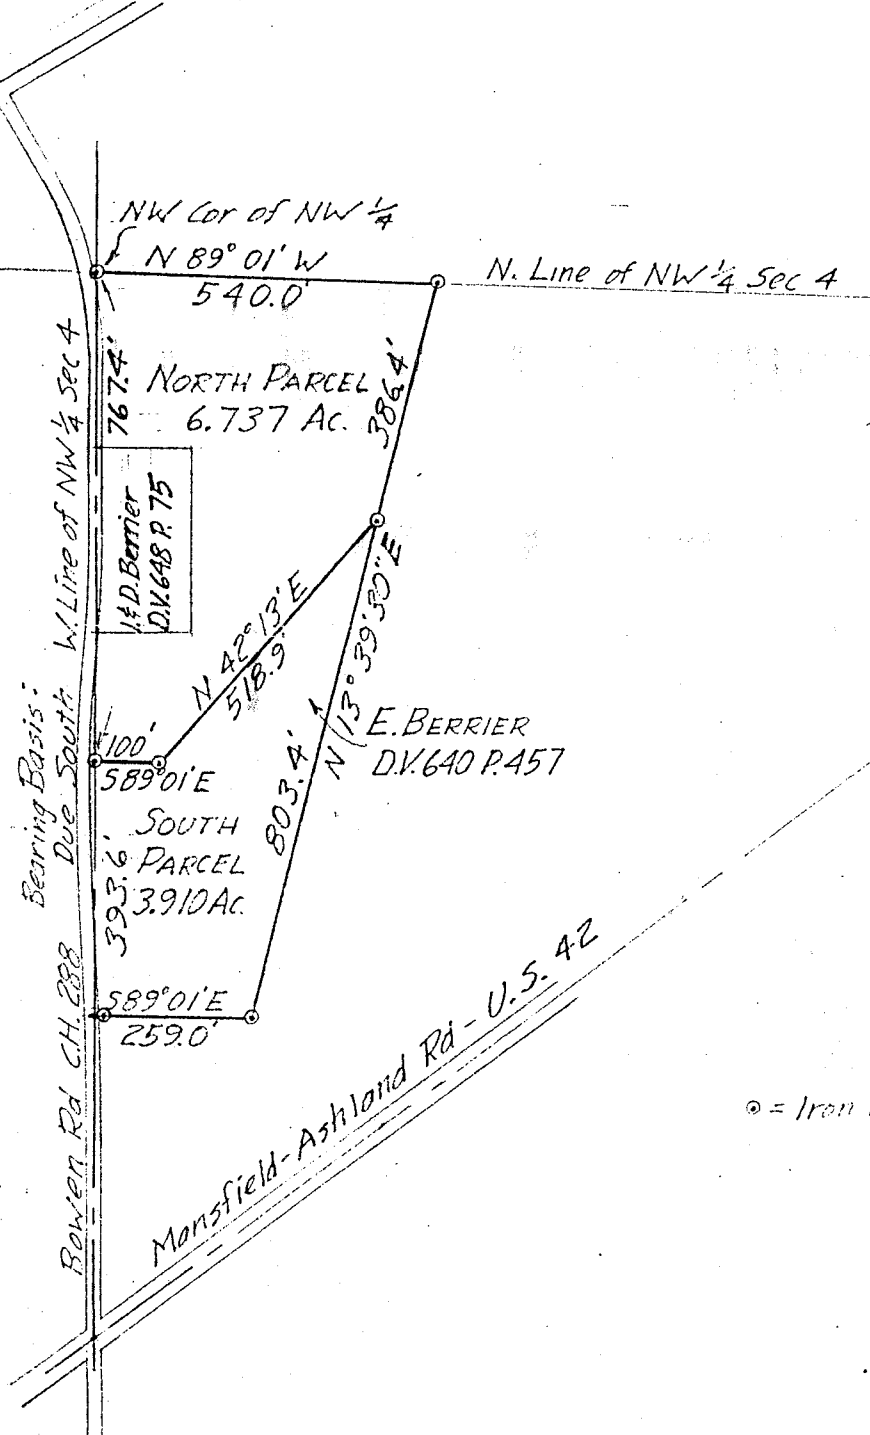 NW Cor of NW 1/4
N 89° 01' W
540.0'
N. Line of NW 1/4 Sec 4
767.4'
NORTH PARCEL
6.737 Ac.
386.4'
W. Line of NW 1/4 Sec 4
I.&D. Berrier
D.V. 648 P. 75
N 42° 13' E
518.9'
N 13° 39' 30" E
803.4'
E. BERRIER
D.V. 640 P. 457
Bearing Basis:
Due South
100'
S89°01'E
SOUTH
PARCEL
3.910 Ac.
393.6'
S89°01'E
259.0'
Bowen Rd C.H. 288
Mansfield-Ashland Rd - U.S. 42
= Iron